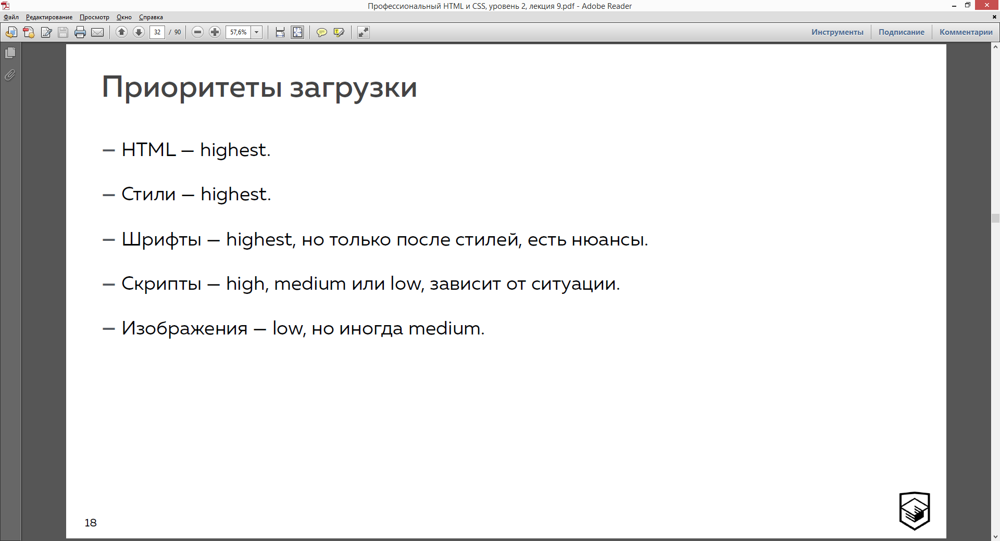 Профессиональный HTML и CSS, уровень 2, лекция 9.pdf - Adobe Reader
Файл Редактирование Просмотр Окно Справка
32 / 90 57,6% Инструменты Подписание Комментарии
Приоритеты загрузки
— HTML — highest.
— Стили — highest.
— Шрифты — highest, но только после стилей, есть нюансы.
— Скрипты — high, medium или low, зависит от ситуации.
— Изображения — low, но иногда medium.
18